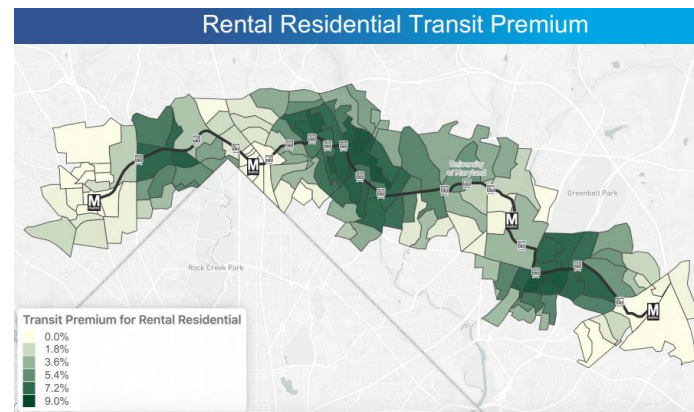 Rental Residential Transit Premium
University
of Maryland
Greenbelt Park
Rock Creek Park
M
M
M
M
Transit Premium for Rental Residential
0.0%
1.8%
3.6%
5.4%
7.2%
9.0%